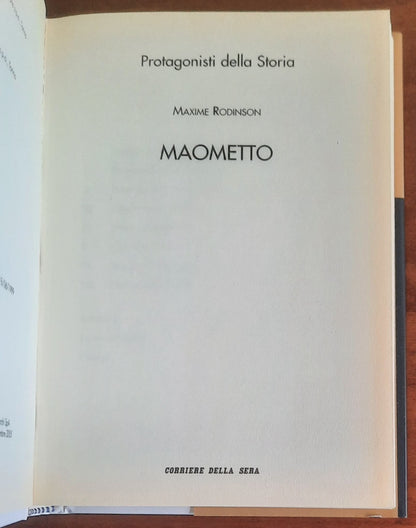 Protagonisti della Storia
MAXIME RODINSON
MAOMETTO
CORRIERE DELLA SERA